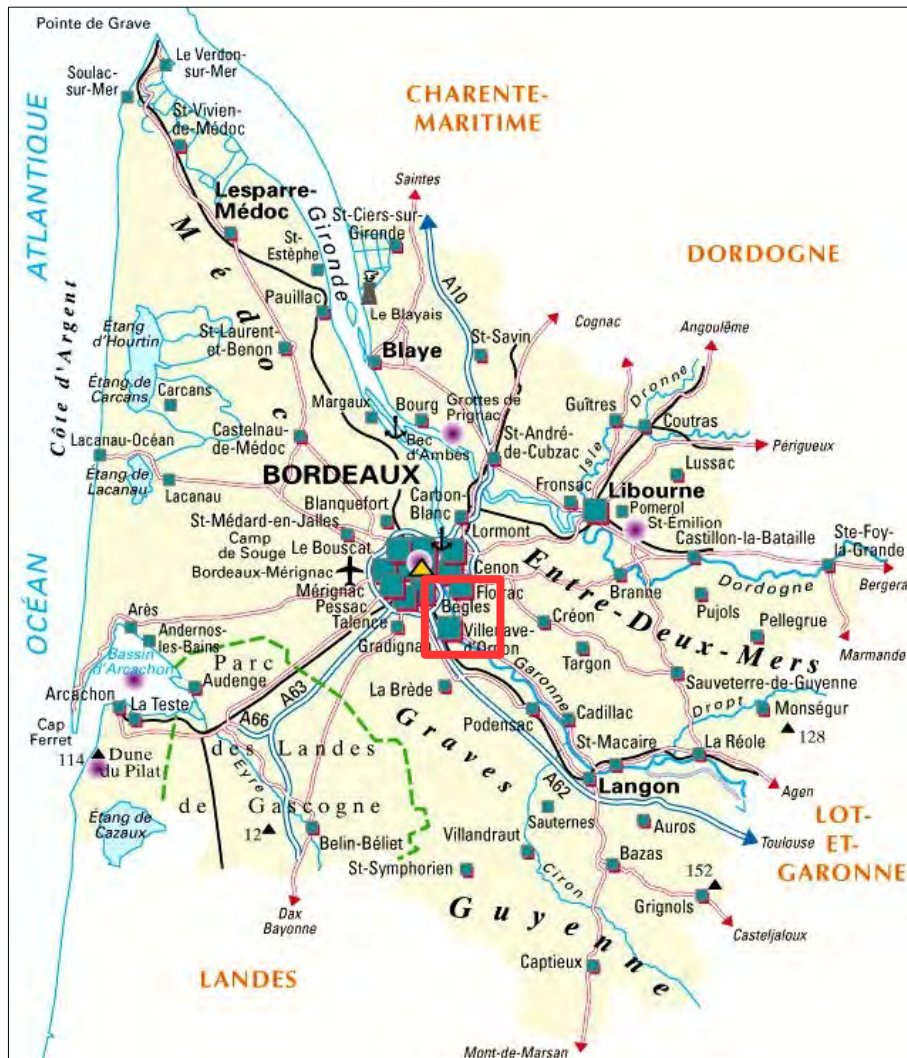 Pointe de Grave
Le Verdon-
sur-Mer
Soulac-
sur-Mer
ATLANTIQUE
CHARENTE-
MARITIME
St-Vivien-
de-Médoc
Saintes
Lesparre-
Médoc
Gironde
St-Ciers-sur-
Gironde
Médoc
St-
Estèphe
DORDOGNE
A10
Pauillac
Le Blayais
Cognac
Angoulême
Côte d'Argent
Étang
d'Hourtin
St-Laurent-
et-Benon
Blaye
St-Savin
Étang de
Carcans
Carcans
Margaux
Bourg
Grottes de
Prignac
Guîtres
Dronne
Coutras
Lacanau-Océan
Castelnau-
de-Médoc
Bec
d'Ambès
St-André-
de-Cubzac
Isle
Périgueux
Étang de
Lacanau
Lacanau
BORDEAUX
Lussac
Fronsac
Libourne
Blanquefort
Carbon-
Blanc
Pomerol
St-Émilion
St-Médard-en-Jalles
Lormont
Camp
de Souge
Le Bouscat
Castillon-la-Bataille
Ste-Foy-
la-Grande
Bordeaux-Mérignac
Cenon
Entre-Deux-Mers
Dordogne
Bergera
OCÉAN
Mérignac
Floirac
Branne
Pessac
Bègles
Pujols
Arès
Talence
Créon
Pellegrue
Andernos-
les-Bains
Gradignan
Villenave-
d'Ornon
Marmande
Bassin
d'Arcachon
Parc
des Landes
de Gascogne
Audenge
Targon
Garonne
Sauveterre-de-Guyenne
La Brède
A63
Arcachon
La Teste
A66
Graves
Podensac
Cadillac
Dropt
Monségur
Cap
Ferret
128
St-Macaire
La Réole
114
Dune
du Pilat
Eyre
Langon
Agen
A62
Étang de
Cazaux
12
Sauternes
Auros
Toulouse
LOT-
ET-
GARONNE
Belin-Béliet
Villandraut
St-Symphorien
Bazas
Ciron
152
Grignols
Guyenne
Dax
Bayonne
Casteljaloux
LANDES
Captieux
Mont-de-Marsan